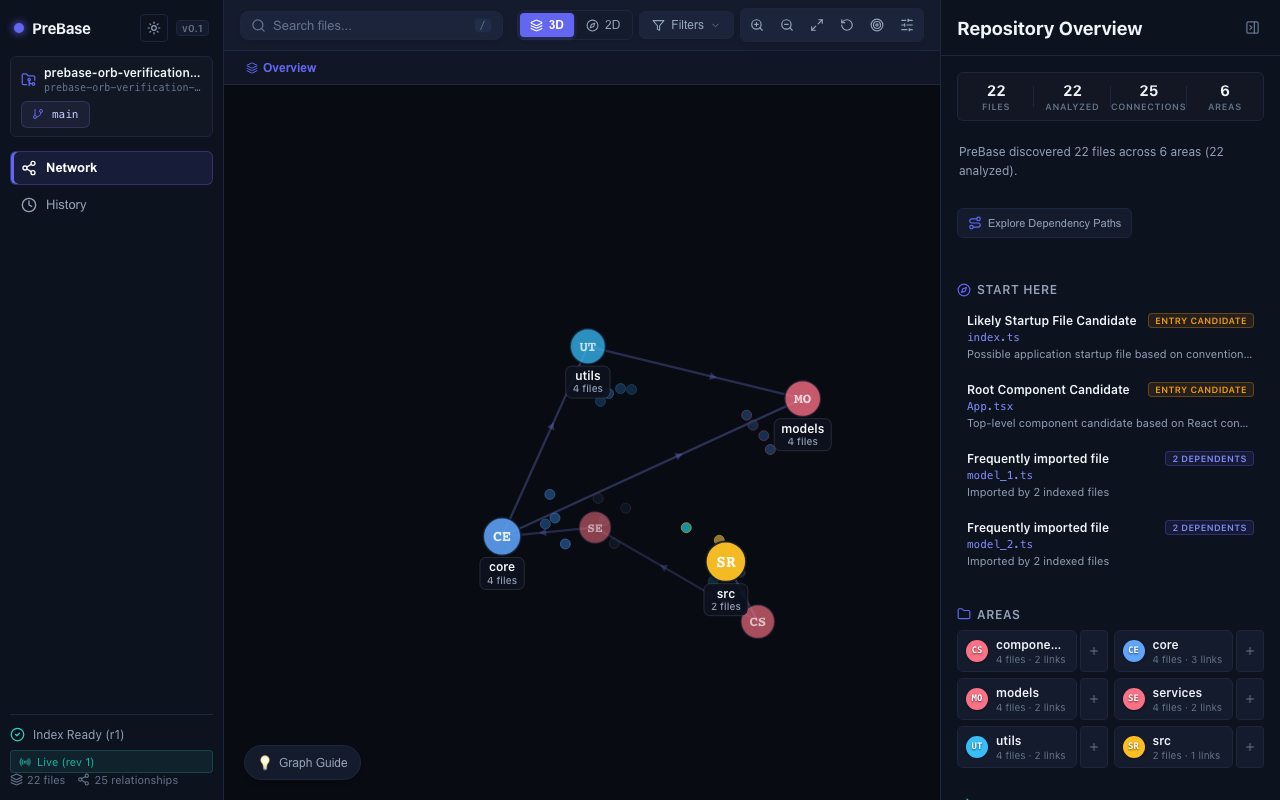 PreBase
v0.1
prebase-orb-verification...
prebase-orb-verification-...
main
Network
History
Index Ready (r1)
Live (rev 1)
22 files
25 relationships
Search files...
/
3D
2D
Filters
Overview
UT
utils
4 files
MO
models
4 files
CE
core
4 files
SE
SR
src
2 files
CS
Graph Guide
Repository Overview
22
FILES
22
ANALYZED
25
CONNECTIONS
6
AREAS
PreBase discovered 22 files across 6 areas (22
analyzed).
Explore Dependency Paths
START HERE
Likely Startup File Candidate
ENTRY CANDIDATE
index.ts
Possible application startup file based on convention...
Root Component Candidate
ENTRY CANDIDATE
App.tsx
Top-level component candidate based on React con...
Frequently imported file
2 DEPENDENTS
model_1.ts
Imported by 2 indexed files
Frequently imported file
2 DEPENDENTS
model_2.ts
Imported by 2 indexed files
AREAS
CS
compone...
4 files · 2 links
+
CE
core
4 files · 3 links
+
MO
models
4 files · 2 links
+
SE
services
4 files · 2 links
+
UT
utils
4 files · 2 links
+
SR
src
2 files · 1 links
+